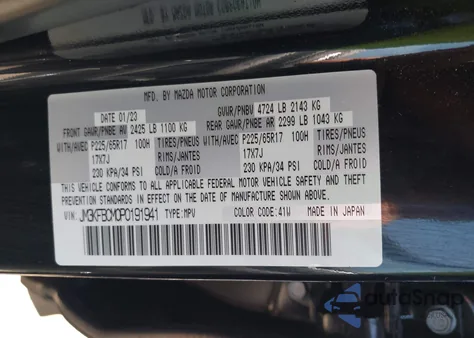 MFD. BY MAZDA MOTOR CORPORATION
DATE 01/23 GVWR/PNBV 4724 LB 2143 KG
FRONT GAWR/PNBE AV 2425 LB 1100 KG REAR GAWR/PNBE AR 2299 LB 1043 KG
WITH/AVEC P225/65R17 100H TIRES/PNEUS WITH/AVEC P225/65R17 100H TIRES/PNEUS
17X7J RIMS/JANTES 17X7J RIMS/JANTES
230 KPA/34 PSI COLD/A FROID 230 KPA/34 PSI COLD/A FROID
THIS VEHICLE CONFORMS TO ALL APPLICABLE FEDERAL MOTOR VEHICLE SAFETY, BUMPER, AND THEFT
PREVENTION STANDARDS IN EFFECT ON THE DATE OF MANUFACTURE SHOWN ABOVE.
VIN: JM3KFBCM0P0191941 TYPE: MPV COLOR CODE: 41W MADE IN JAPAN
autoSnap